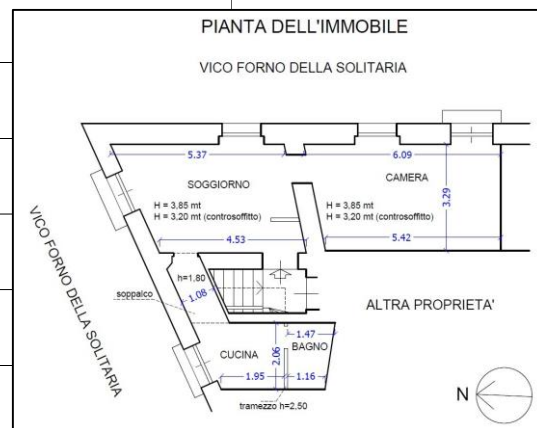 PIANTA DELL'IMMOBILE
VICO FORNO DELLA SOLITARIA
5.37
6.09
SOGGIORNO
CAMERA
H = 3,85 mt
H = 3,20 mt (controsoffitto)
H = 3,85 mt
H = 3,20 mt (controsoffitto)
3.29
4.53
5.42
VICO FORNO DELLA SOLITARIA
h=1,80
1.08
soppalco
ALTRA PROPRIETA'
1.47
2.06
BAGNO
CUCINA
1.95
1.16
tramezzo h=2,50
N